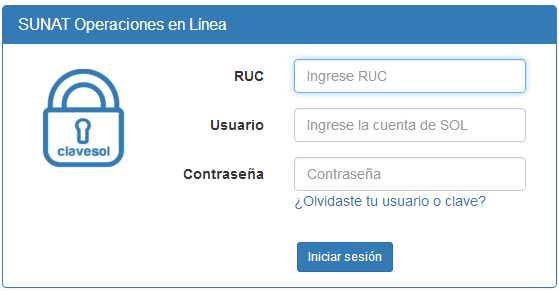 SUNAT Operaciones en Línea
clavesol
RUC
Ingrese RUC
Usuario
Ingrese la cuenta de SOL
Contraseña
Contraseña
¿Olvidaste tu usuario o clave?
Iniciar sesión